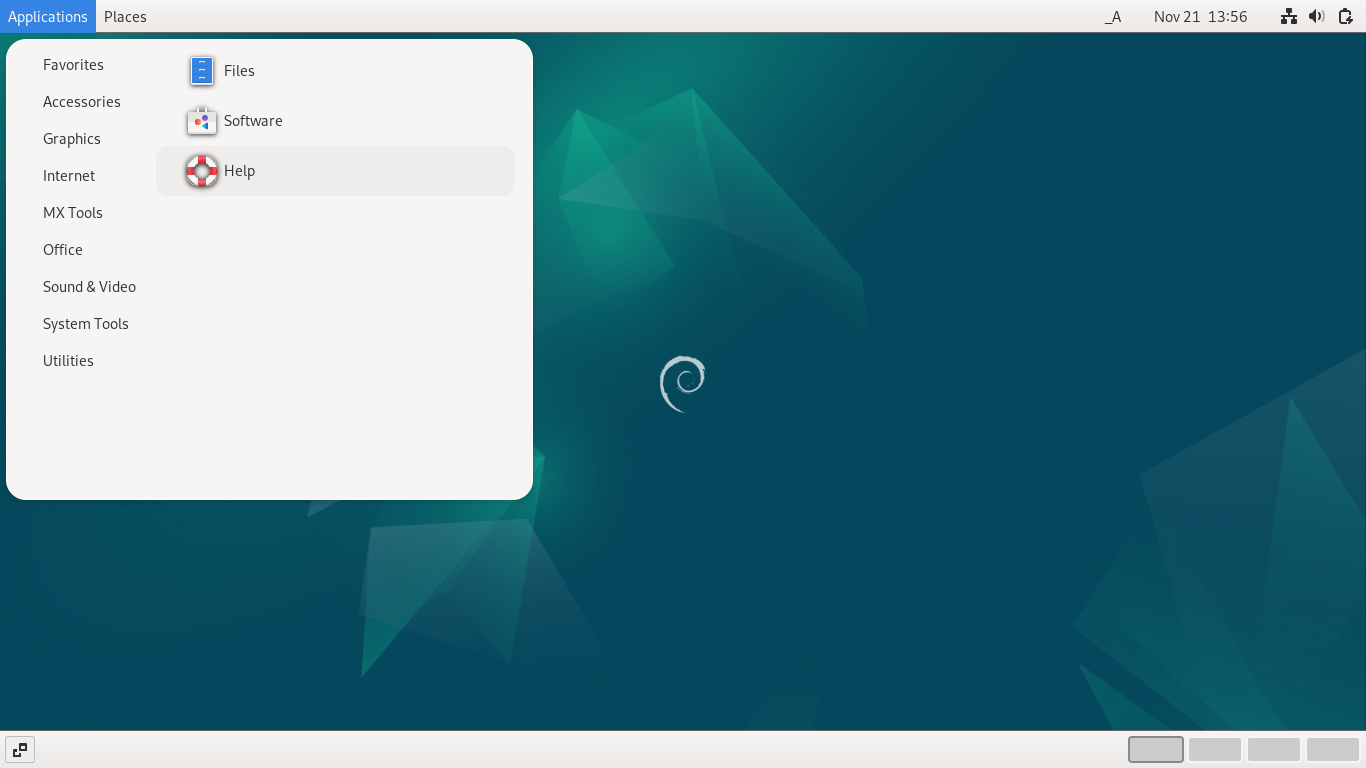 Applications Places _A Nov 21 13:56
Favorites
Accessories
Graphics
Internet
MX Tools
Office
Sound & Video
System Tools
Utilities
Files
Software
Help